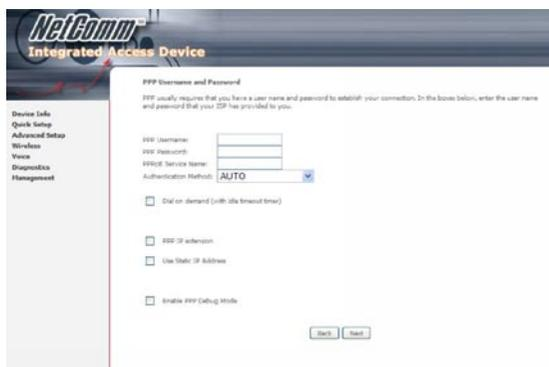 NetComm
Integrated Access Device
PPP Username and Password
PPP usually requires that you have a user name and password to establish your connection. In the boxes below, enter the user name
and password that your ISP has provided to you.
Device Info
Quick Setup
Advanced Setup
Wireless
Voice
Diagnostics
Management
PPP Username:
PPP Password:
PPPoE Service Name:
Authentication Method: AUTO
Dial on demand (with idle timeout timer)
PPP IP extension
Use Static IP Address
Enable PPP Debug Mode
Back Next